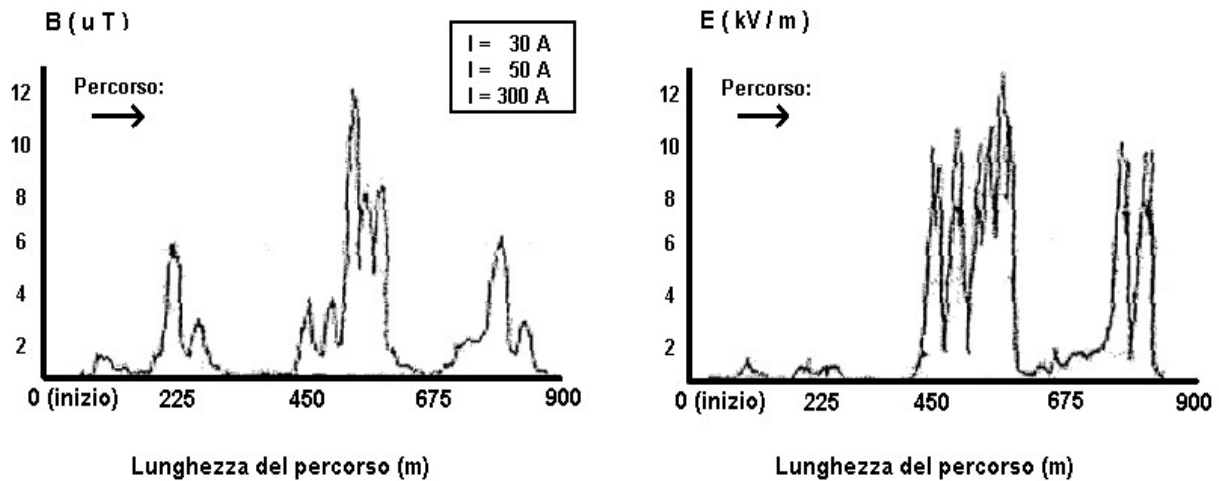 B ( u T )
I = 30 A
I = 50 A
I = 300 A
Percorso:
12
10
8
6
4
2
0 (inizio) 225 450 675 900
Lunghezza del percorso (m)
E ( kV / m )
Percorso:
12
10
8
6
4
2
0 (inizio) 225 450 675 900
Lunghezza del percorso (m)